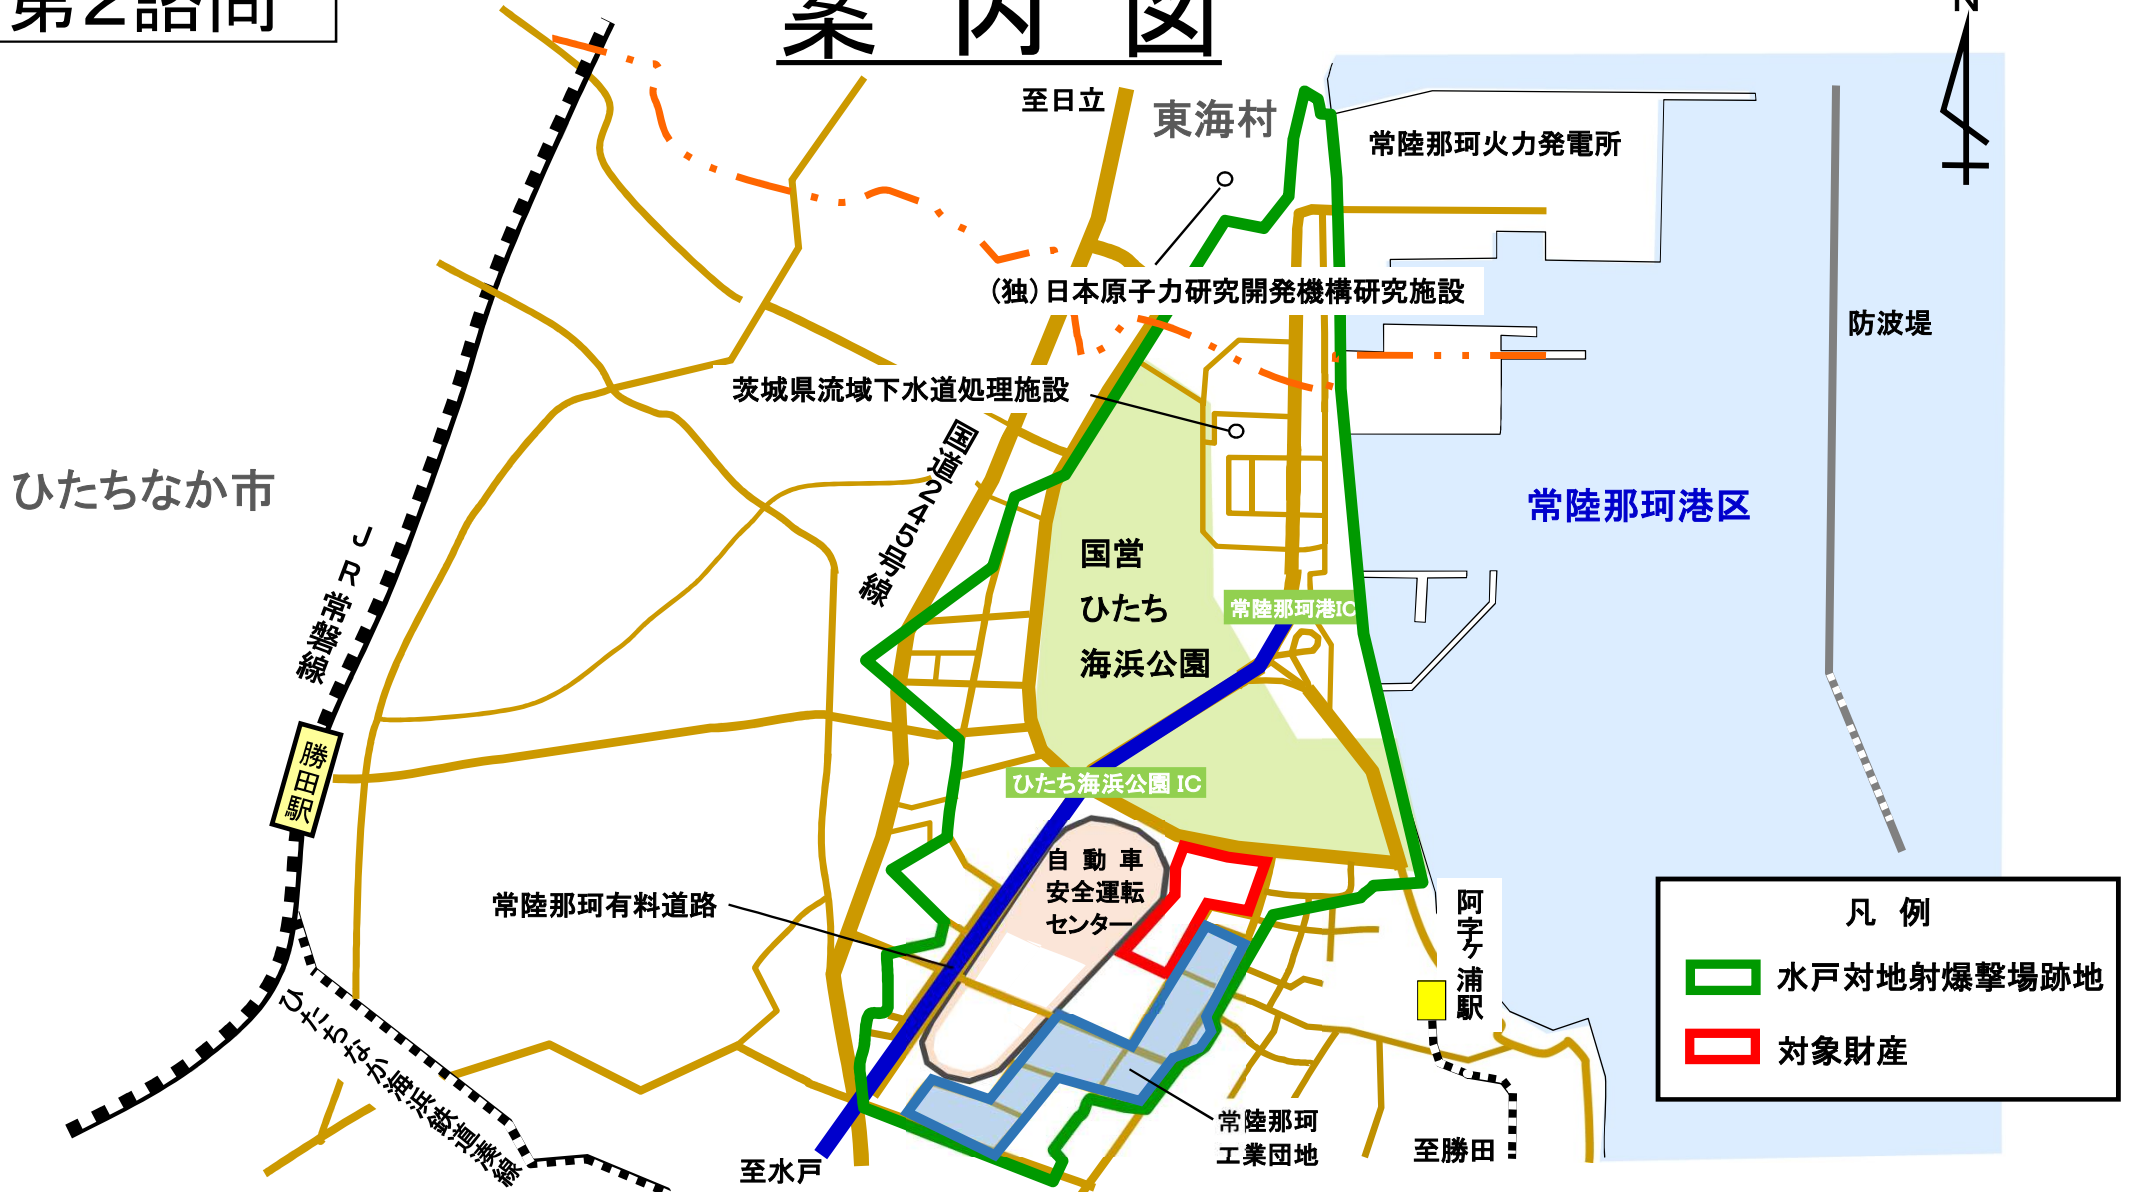 第2諮問
案内図
N
至日立
東海村
常陸那珂火力発電所
(独)日本原子力研究開発機構研究施設
防波堤
茨城県流域下水道処理施設
国道245号線
ひたちなか市
常陸那珂港区
JR常磐線
国営
ひたち
海浜公園
常陸那珂港IC
勝田駅
ひたち海浜公園 IC
自動車
安全運転
センター
常陸那珂有料道路
阿字ヶ浦駅
凡例
水戸対地射爆撃場跡地
対象財産
ひたちなか海浜鉄道湊線
常陸那珂
工業団地
至勝田
至水戸